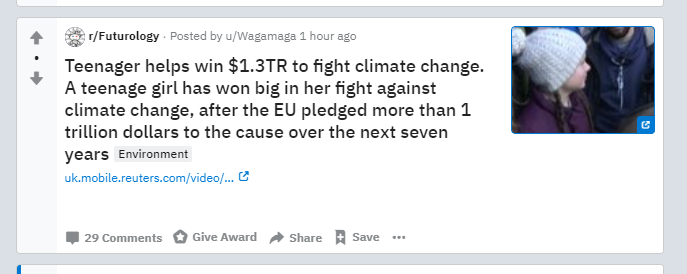 r/Futurology · Posted by u/Wagamaga 1 hour ago
Teenager helps win $1.3TR to fight climate change.
A teenage girl has won big in her fight against
climate change, after the EU pledged more than 1
trillion dollars to the cause over the next seven
years Environment
uk.mobile.reuters.com/video/...
29 Comments Give Award Share Save ...